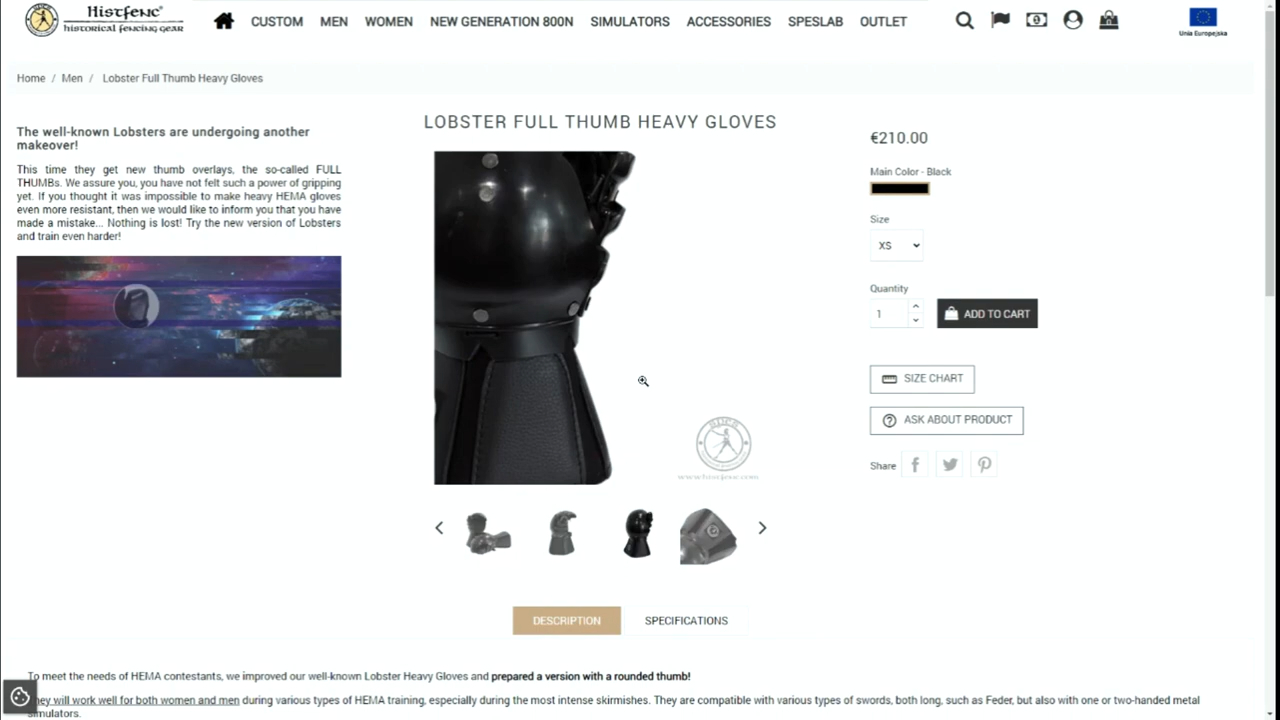 Histfenc
historical fencing gear
CUSTOM MEN WOMEN NEW GENERATION 800N SIMULATORS ACCESSORIES SPESLAB OUTLET
Unia Europejska
Home / Men / Lobster Full Thumb Heavy Gloves
The well-known Lobsters are undergoing another
makeover!
This time they get new thumb overlays, the so-called FULL
THUMBs. We assure you, you have not felt such a power of gripping
yet. If you thought it was impossible to make heavy HEMA gloves
even more resistant, then we would like to inform you that you have
made a mistake... Nothing is lost! Try the new version of Lobsters
and train even harder!
LOBSTER FULL THUMB HEAVY GLOVES
www.histfenc.com
€210.00
Main Color - Black
Size
XS
Quantity
1
ADD TO CART
SIZE CHART
ASK ABOUT PRODUCT
Share
DESCRIPTION SPECIFICATIONS
To meet the needs of HEMA contestants, we improved our well-known Lobster Heavy Gloves and prepared a version with a rounded thumb!
They will work well for both women and men during various types of HEMA training, especially during the most intense skirmishes. They are compatible with various types of swords, both long, such as Feder, but also with one or two-handed metal
simulators.